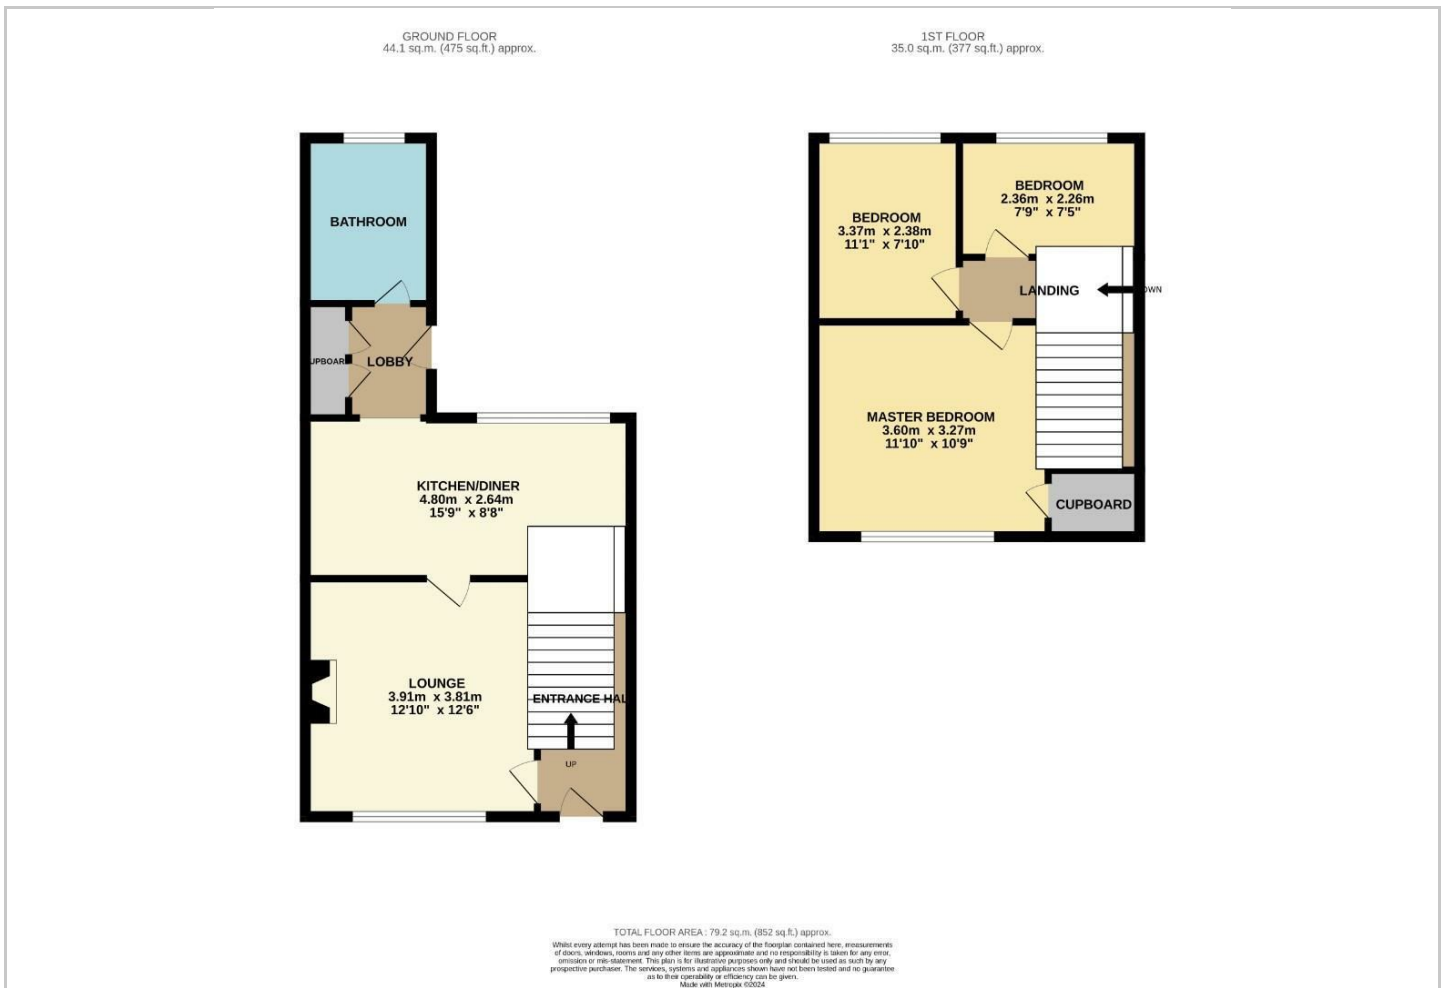 GROUND FLOOR
44.1 sq.m. (475 sq.ft.) approx.
1ST FLOOR
35.0 sq.m. (377 sq.ft.) approx.
BATHROOM
UPBOAR
LOBBY
KITCHEN/DINER
4.80m x 2.64m
15'9" x 8'8"
LOUNGE
3.91m x 3.81m
12'10" x 12'6"
ENTRANCE HAL
UP
BEDROOM
3.37m x 2.38m
11'1" x 7'10"
BEDROOM
2.36m x 2.26m
7'9" x 7'5"
LANDING
OWN
MASTER BEDROOM
3.60m x 3.27m
11'10" x 10'9"
CUPBOARD
TOTAL FLOOR AREA : 79.2 sq.m. (852 sq.ft.) approx.
Whilst every attempt has been made to ensure the accuracy of the floorplan contained here, measurements
of doors, windows, rooms and any other items are approximate and no responsibility is taken for any error,
omission or mis-statement. This plan is for illustrative purposes only and should be used as such by any
prospective purchaser. The services, systems and appliances shown have not been tested and no guarantee
as to their operability or efficiency can be given.
Made with Metropix ©2024